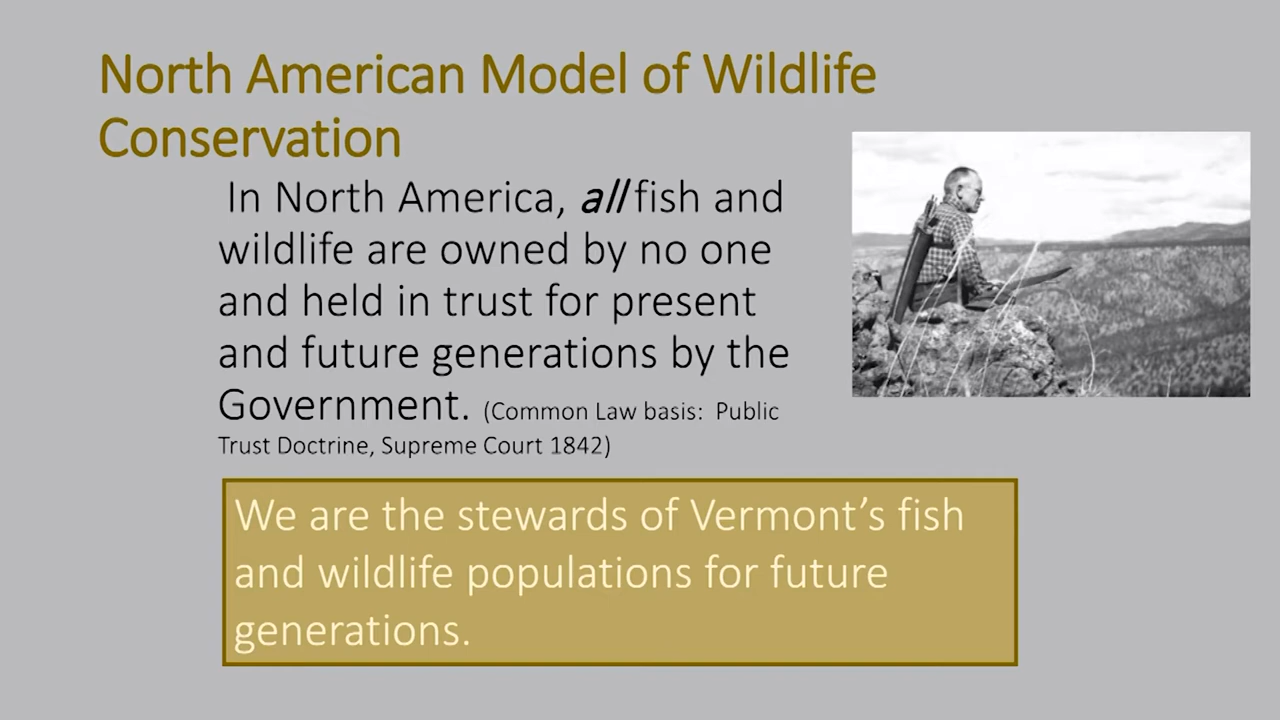 North American Model of Wildlife
Conservation
In North America, all fish and
wildlife are owned by no one
and held in trust for present
and future generations by the
Government. (Common Law basis: Public
Trust Doctrine, Supreme Court 1842)
We are the stewards of Vermont’s fish
and wildlife populations for future
generations.